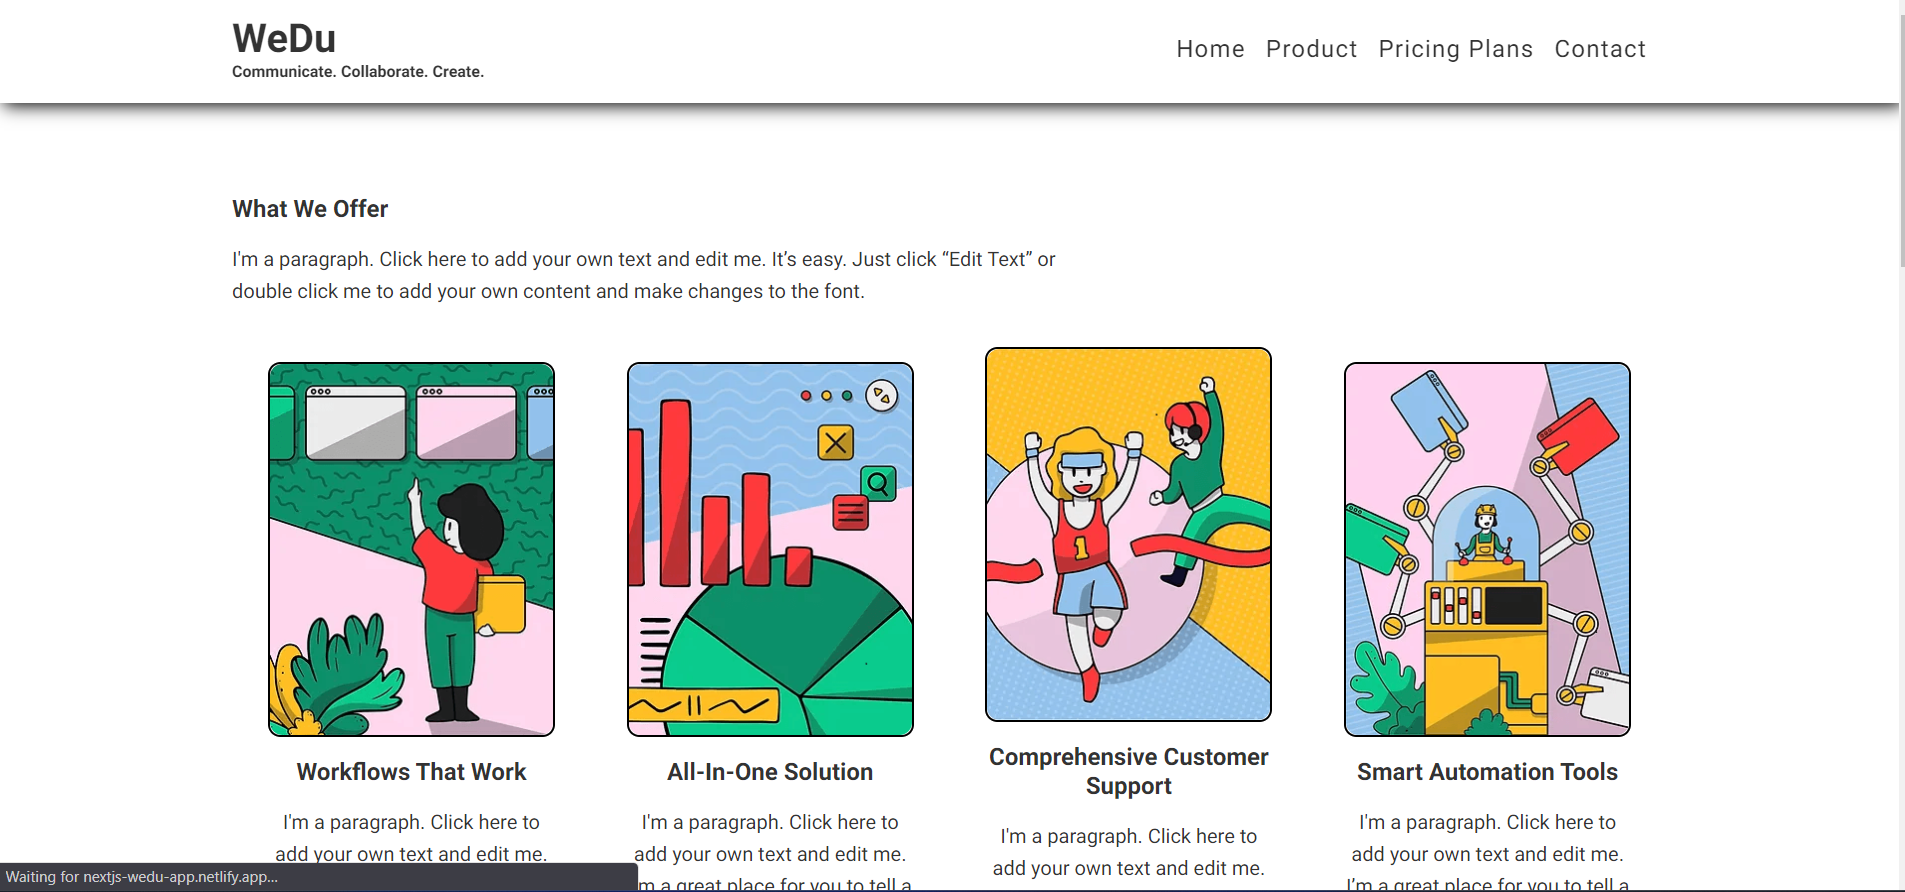 WeDu
Communicate. Collaborate. Create.
Home Product Pricing Plans Contact
What We Offer
I'm a paragraph. Click here to add your own text and edit me. It’s easy. Just click “Edit Text” or
double click me to add your own content and make changes to the font.
1
Workflows That Work
I'm a paragraph. Click here to
add your own text and edit me.
All-In-One Solution
I'm a paragraph. Click here to
add your own text and edit me.
I’m a great place for you to tell a
Comprehensive Customer
Support
I'm a paragraph. Click here to
add your own text and edit me.
Smart Automation Tools
I'm a paragraph. Click here to
add your own text and edit me.
I’m a great place for you to tell a
Waiting for nextjs-wedu-app.netlify.app...